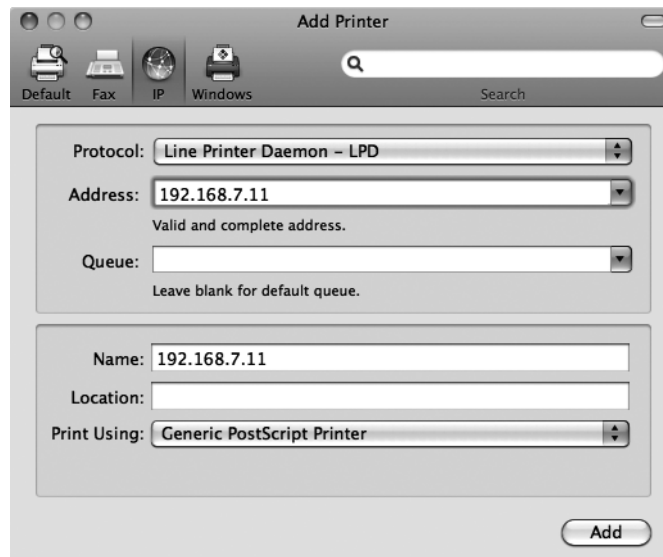 Add Printer
Default Fax IP Windows
Search
Protocol: Line Printer Daemon – LPD
Address: 192.168.7.11
Valid and complete address.
Queue:
Leave blank for default queue.
Name: 192.168.7.11
Location:
Print Using: Generic PostScript Printer
Add